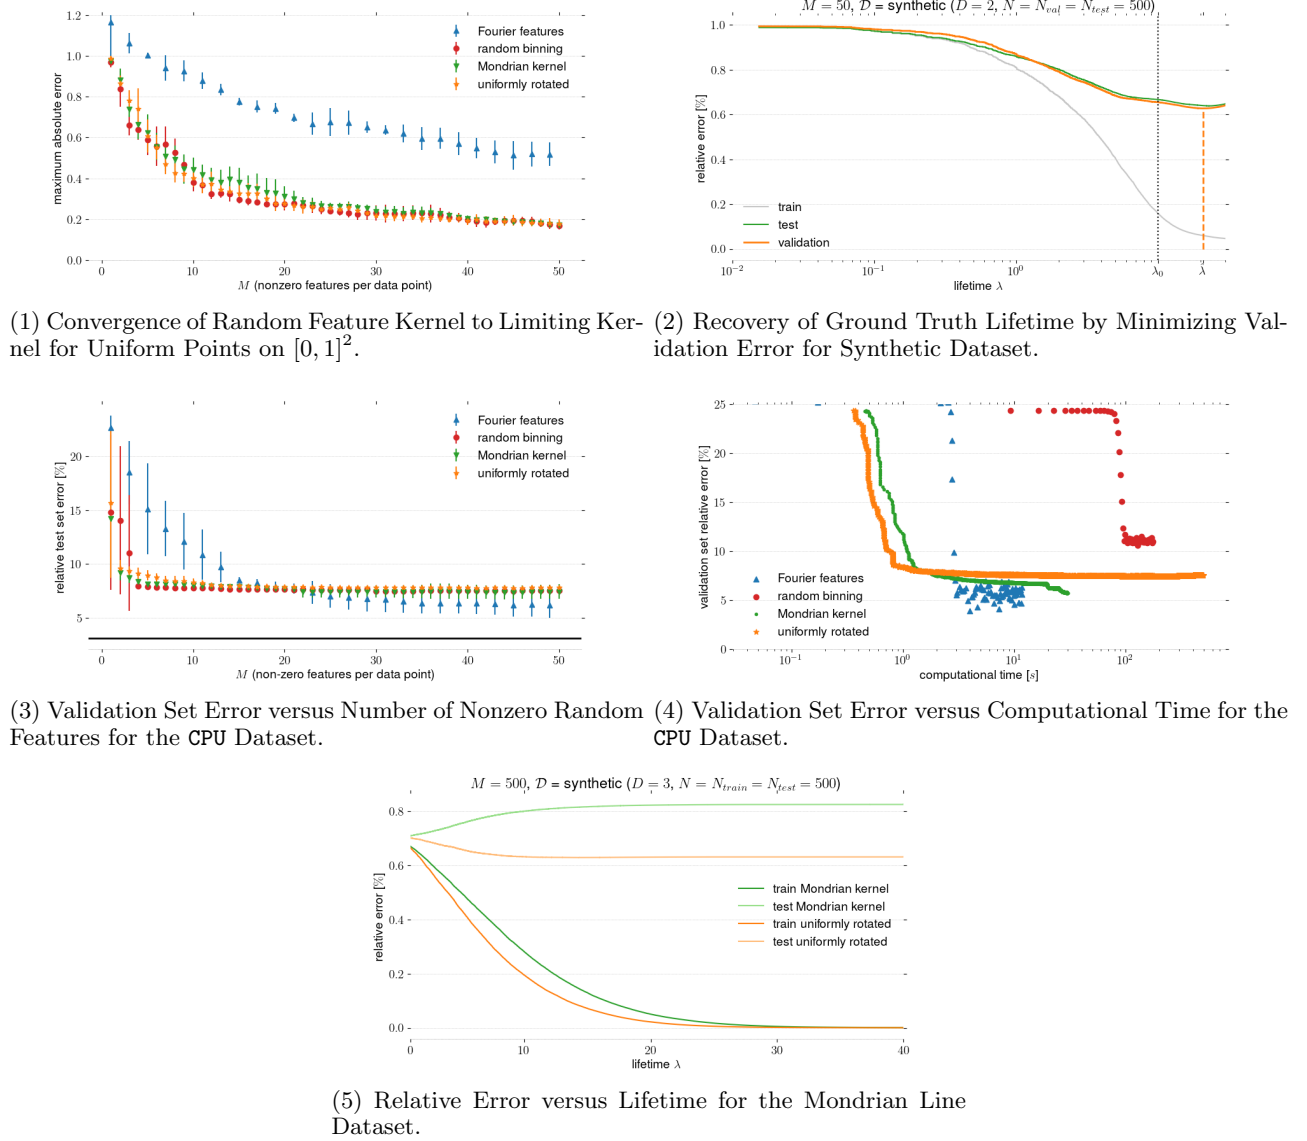 1.2
1.0
0.8
0.6
0.4
0.2
0.0
maximum absolute error
Fourier features
random binning
Mondrian kernel
uniformly rotated
0 10 20 30 40 50
M (nonzero features per data point)
(1) Convergence of Random Feature Kernel to Limiting Ker-
nel for Uniform Points on [0, 1]².
M = 50, 𝒟 = synthetic (D = 2, N = N_val = N_test = 500)
1.0
0.8
0.6
0.4
0.2
0.0
relative error [%]
train
test
validation
10⁻² 10⁻¹ 10⁰ λ₀ λ
lifetime λ
(2) Recovery of Ground Truth Lifetime by Minimizing Val-
idation Error for Synthetic Dataset.
20
15
10
5
relative test set error [%]
Fourier features
random binning
Mondrian kernel
uniformly rotated
0 10 20 30 40 50
M (non-zero features per data point)
(3) Validation Set Error versus Number of Nonzero Random
Features for the CPU Dataset.
25
20
15
10
5
0
validation set relative error [%]
Fourier features
random binning
Mondrian kernel
uniformly rotated
10⁻¹ 10⁰ 10¹ 10²
computational time [s]
(4) Validation Set Error versus Computational Time for the
CPU Dataset.
M = 500, 𝒟 = synthetic (D = 3, N = N_train = N_test = 500)
0.8
0.6
0.4
0.2
0.0
relative error [%]
train Mondrian kernel
test Mondrian kernel
train uniformly rotated
test uniformly rotated
0 10 20 30 40
lifetime λ
(5) Relative Error versus Lifetime for the Mondrian Line
Dataset.